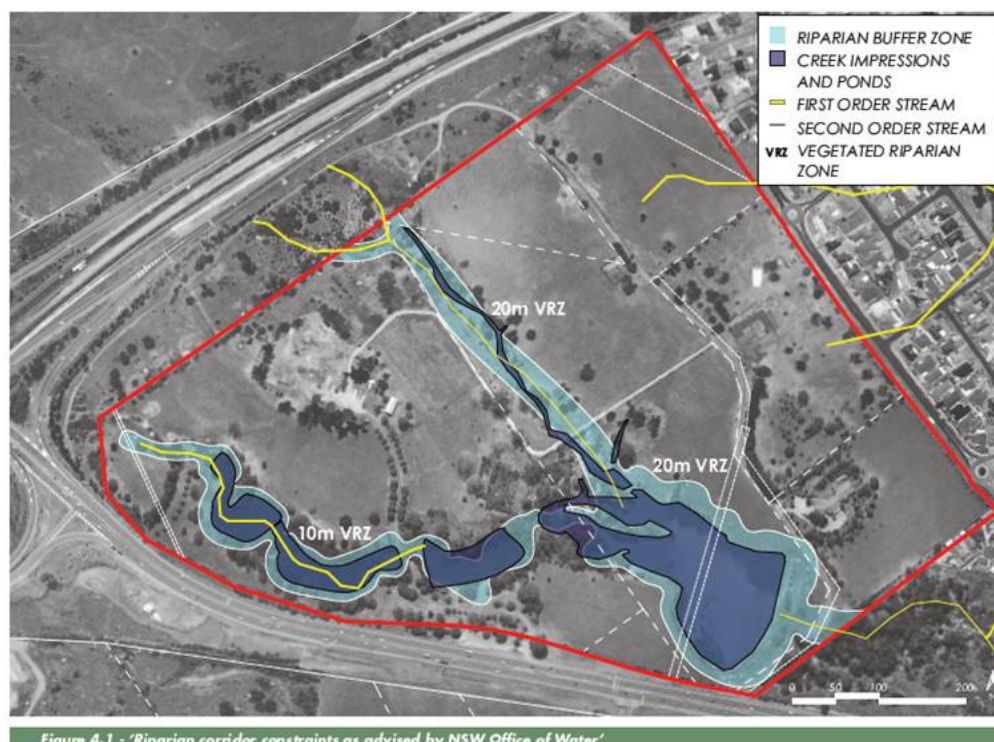 RIPARIAN BUFFER ZONE
CREEK IMPRESSIONS
AND PONDS
FIRST ORDER STREAM
SECOND ORDER STREAM
VRZ VEGETATED RIPARIAN
ZONE
20m VRZ
20m VRZ
10m VRZ
0 50 100 200
Figure 4.1 - 'Riparian corridor constraints as advised by NSW Office of Water'